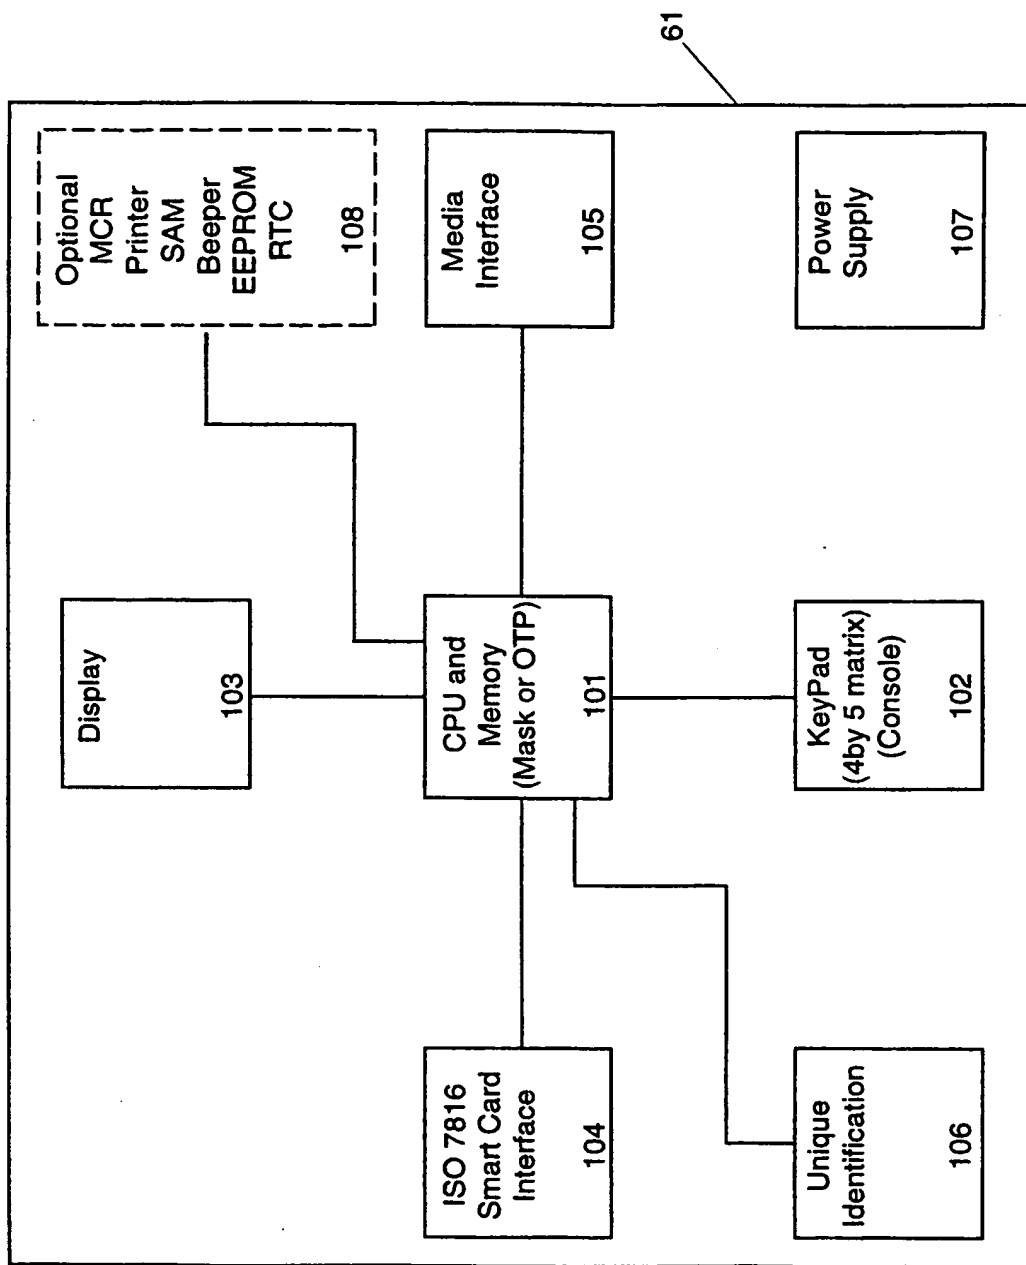 61
Display
103
Optional
MCR
Printer
SAM
Beeper
EEPROM
RTC
108
ISO 7816
Smart Card
Interface
104
CPU and
Memory
(Mask or OTP)
101
Media
Interface
105
Unique
Identification
106
KeyPad
(4by 5 matrix)
(Console)
102
Power
Supply
107